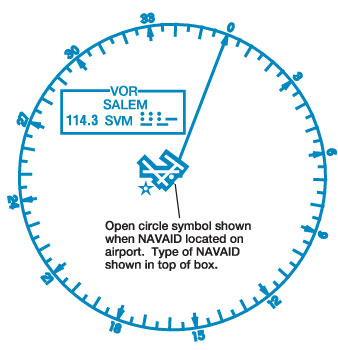 33
0
30
3
VOR
SALEM
114.3 SVM
27
6
24
Open circle symbol shown
when NAVAID located on
airport. Type of NAVAID
shown in top of box.
9
21
12
18
15